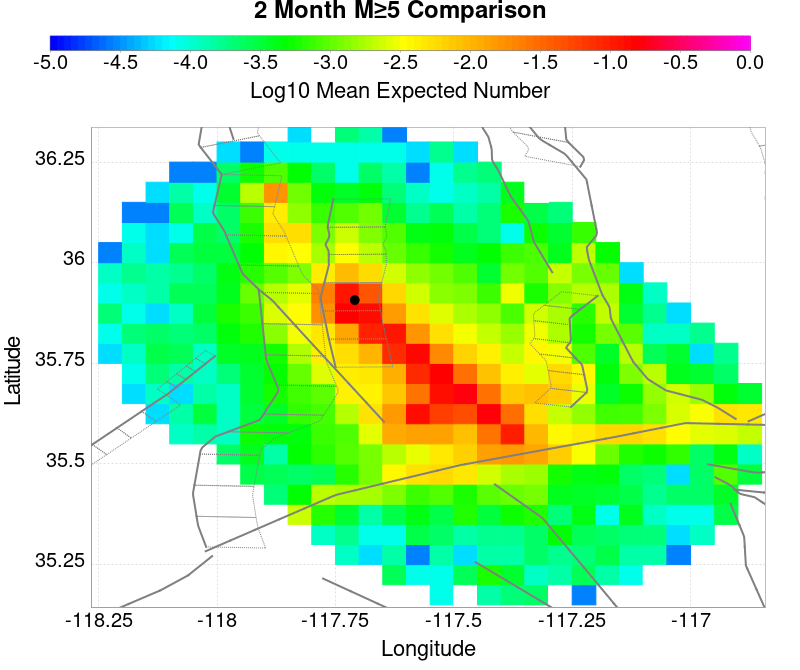 2 Month M≥5 Comparison
-5.0 -4.5 -4.0 -3.5 -3.0 -2.5 -2.0 -1.5 -1.0 -0.5 0.0
Log10 Mean Expected Number
36.25
36
35.75
35.5
35.25
Latitude
-118.25 -118 -117.75 -117.5 -117.25 -117
Longitude